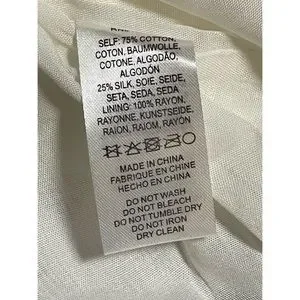 SELF: 75% COTTON,
COTON, BAUMWOLLE,
COTONE, ALGODÃO,
ALGODÓN
25% SILK, SOIE, SEIDE,
SETA, SEDA, SEDA
LINING: 100% RAYON,
RAYONNE, KUNSTSEIDE,
RAION, RAIOM, RAYON
MADE IN CHINA
FABRIQUE EN CHINE
HECHO EN CHINA
DO NOT WASH
DO NOT BLEACH
DO NOT TUMBLE DRY
DO NOT IRON
DRY CLEAN